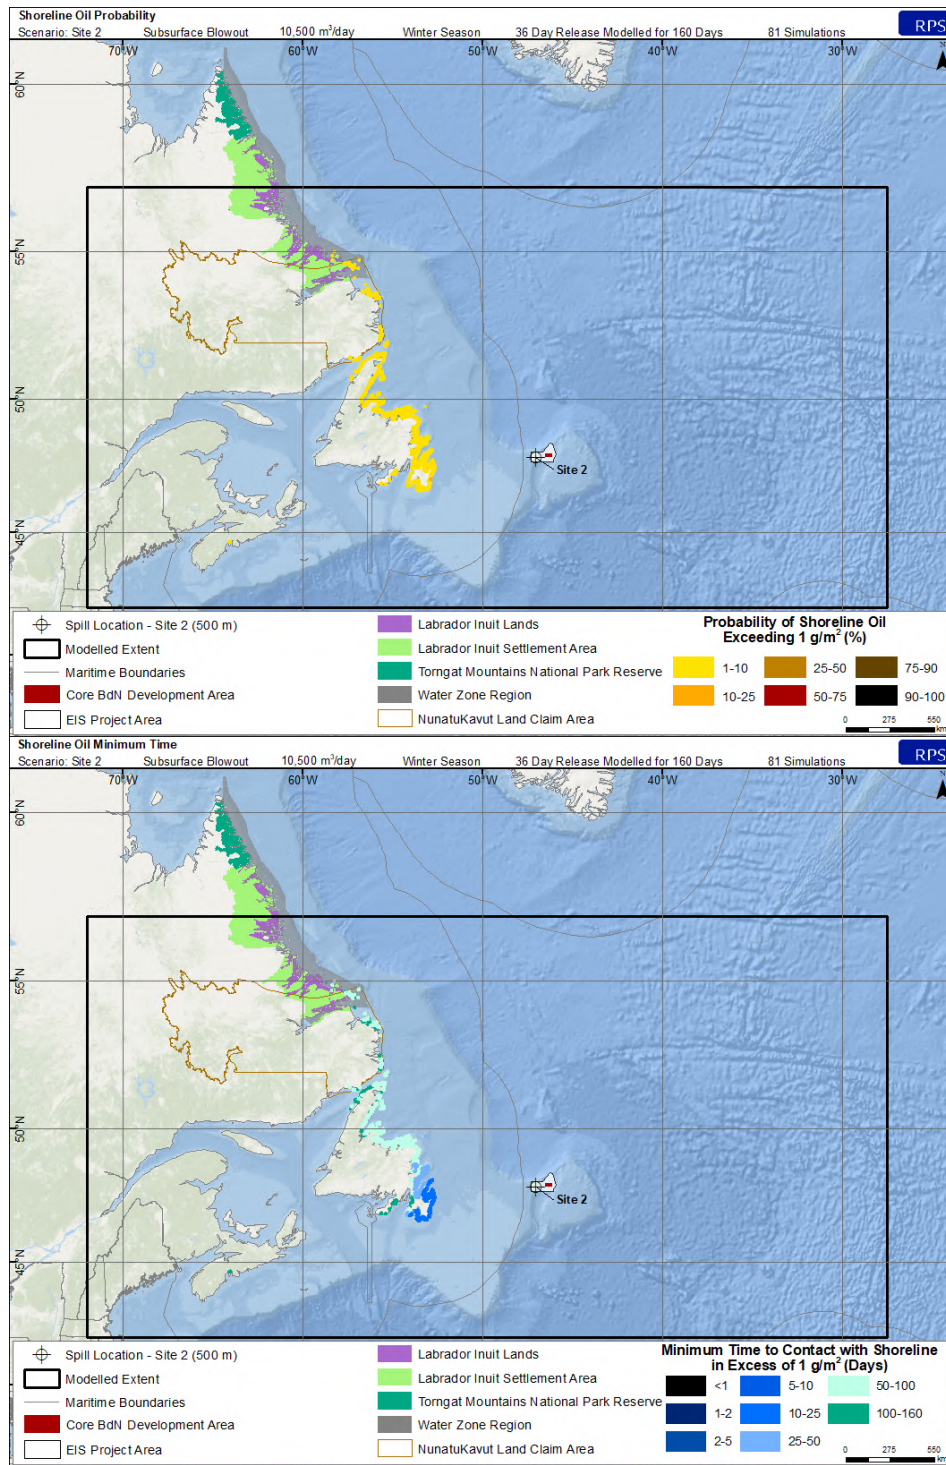 Shoreline Oil Probability
Scenario: Site 2 Subsurface Blowout 10,500 m³/day Winter Season 36 Day Release Modelled for 160 Days 81 Simulations
RPS
70°W 60°W 50°W 40°W 30°W
N
60°N
55°N
50°N
45°N
Site 2
Spill Location - Site 2 (500 m)
Modelled Extent
Maritime Boundaries
Core BdN Development Area
EIS Project Area
Labrador Inuit Lands
Labrador Inuit Settlement Area
Torngat Mountains National Park Reserve
Water Zone Region
NunatuKavut Land Claim Area
Probability of Shoreline Oil
Exceeding 1 g/m² (%)
1-10 25-50 75-90
10-25 50-75 90-100
0 275 550
km
Shoreline Oil Minimum Time
Scenario: Site 2 Subsurface Blowout 10,500 m³/day Winter Season 36 Day Release Modelled for 160 Days 81 Simulations
RPS
70°W 60°W 50°W 40°W 30°W
N
60°N
55°N
50°N
45°N
Site 2
Spill Location - Site 2 (500 m)
Modelled Extent
Maritime Boundaries
Core BdN Development Area
EIS Project Area
Labrador Inuit Lands
Labrador Inuit Settlement Area
Torngat Mountains National Park Reserve
Water Zone Region
NunatuKavut Land Claim Area
Minimum Time to Contact with Shoreline
in Excess of 1 g/m² (Days)
<1 5-10 50-100
1-2 10-25 100-160
2-5 25-50
0 275 550
km